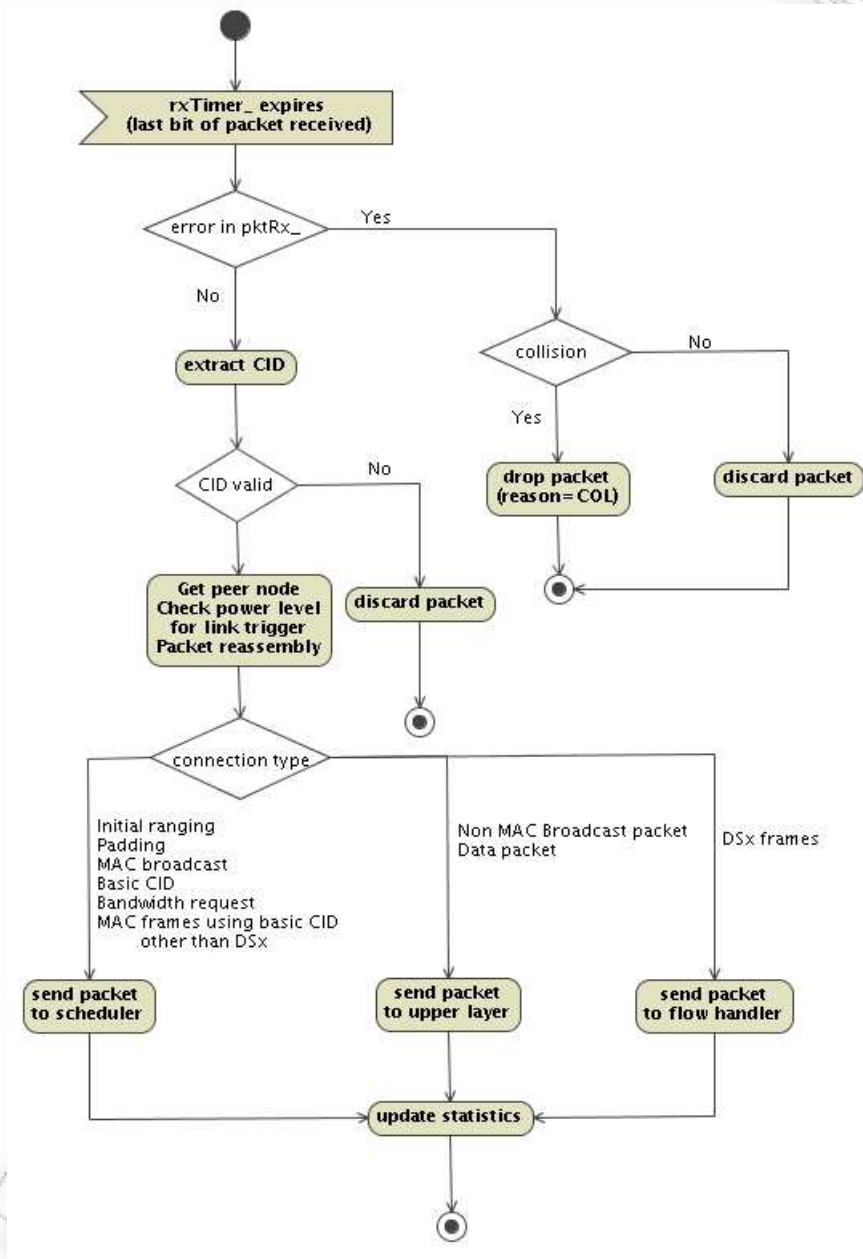 rxTimer_ expires
(last bit of packet received)
error in pktRx_
Yes
No
extract CID
collision
No
Yes
CID valid
No
drop packet
(reason=COL)
discard packet
Get peer node
Check power level
for link trigger
Packet reassembly
discard packet
connection type
Initial ranging
Padding
MAC broadcast
Basic CID
Bandwidth request
MAC frames using basic CID
other than DSx
Non MAC Broadcast packet
Data packet
DSx frames
send packet
to scheduler
send packet
to upper layer
send packet
to flow handler
update statistics